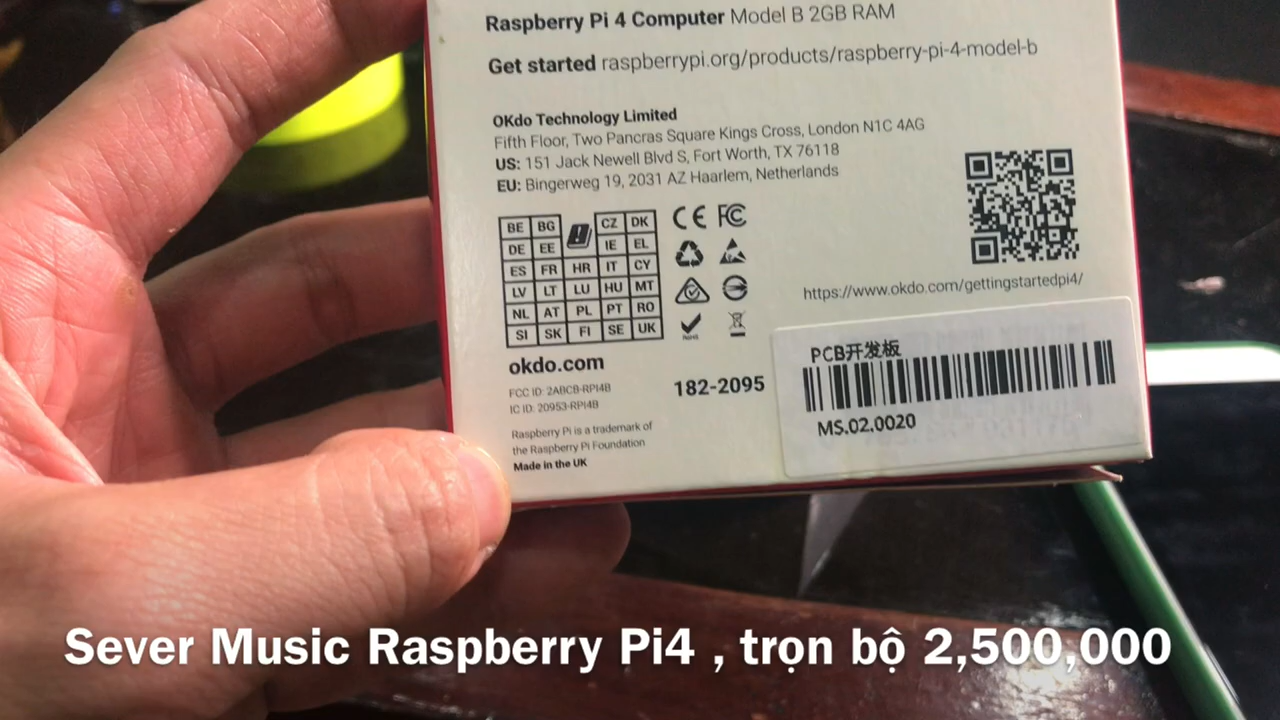 Raspberry Pi 4 Computer Model B 2GB RAM
Get started raspberrypi.org/products/raspberry-pi-4-model-b
OKdo Technology Limited
Fifth Floor, Two Pancras Square Kings Cross, London N1C 4AG
US: 151 Jack Newell Blvd S, Fort Worth, TX 76118
EU: Bingerweg 19, 2031 AZ Haarlem, Netherlands
BE BG CZ DK
DE EE IE EL
ES FR HR IT CY
LV LT LU HU MT
NL AT PL PT RO
SI SK FI SE UK
CE FC
RoHS
https://www.okdo.com/gettingstartedpi4/
okdo.com
FCC ID: 2ABCB-RPI4B
IC ID: 20953-RPI4B
182-2095
Raspberry Pi is a trademark of
the Raspberry Pi Foundation
Made in the UK
PCB开发板
MS.02.0020
Sever Music Raspberry Pi4 , trọn bộ 2,500,000